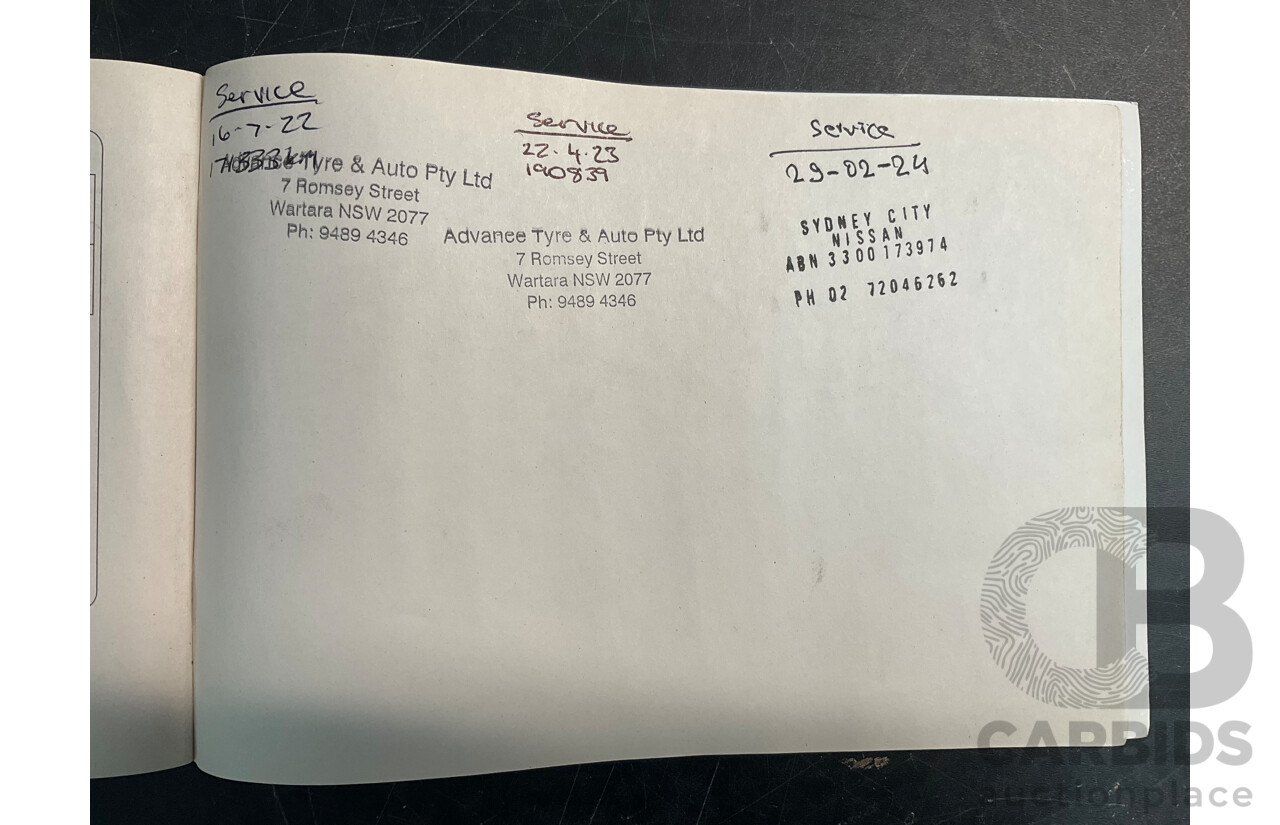 Service
16-7-22
Tyre & Auto Pty Ltd
7 Romsey Street
Wartara NSW 2077
Ph: 9489 4346
Service
22.4.23
190839
Advanee Tyre & Auto Pty Ltd
7 Romsey Street
Wartara NSW 2077
Ph: 9489 4346
Service
29-02-24
SYDNEY CITY
NISSAN
ABN 3300173974
PH 02 72046262
CARBIDS
auctionplace